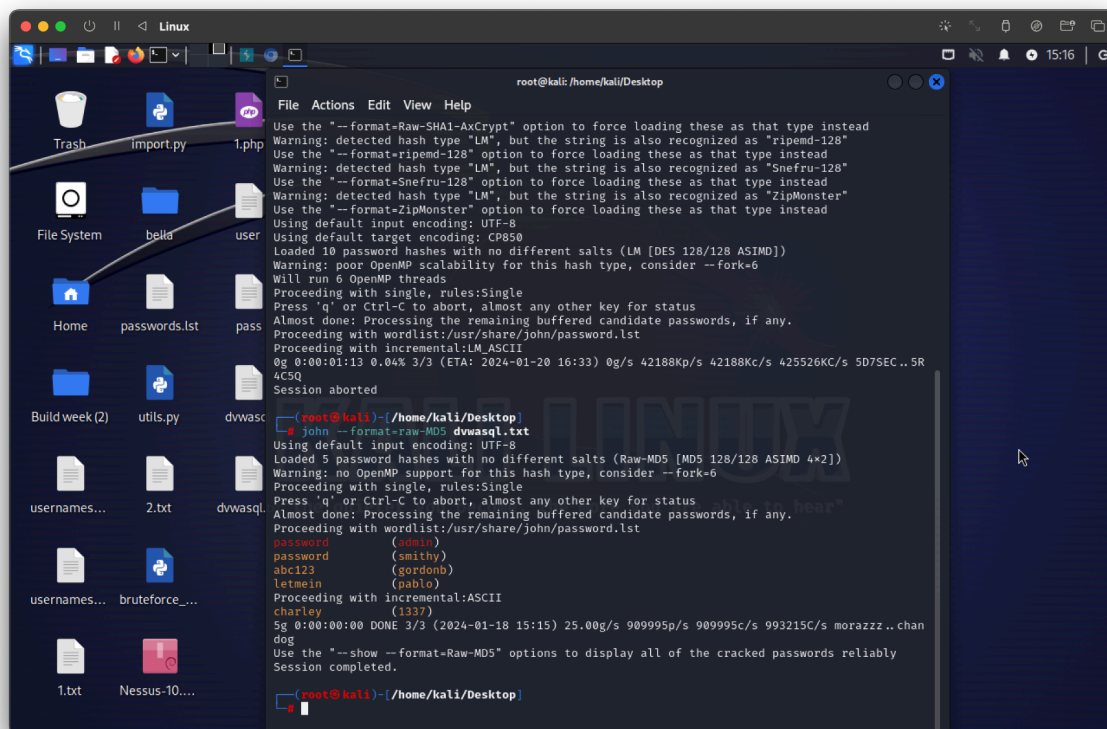 Linux
15:16
Trash
import.py
1.php
File System
bella
user
Home
passwords.lst
pass
Build week (2)
utils.py
usernames...
2.txt
dvwasql.
usernames...
bruteforce_...
1.txt
Nessus-10....
root@kali: /home/kali/Desktop
File Actions Edit View Help
Use the "--format=Raw-SHA1-AxCrypt" option to force loading these as that type instead
Warning: detected hash type "LM", but the string is also recognized as "ripemd-128"
Use the "--format=ripemd-128" option to force loading these as that type instead
Warning: detected hash type "LM", but the string is also recognized as "Snefru-128"
Use the "--format=Snefru-128" option to force loading these as that type instead
Warning: detected hash type "LM", but the string is also recognized as "ZipMonster"
Use the "--format=ZipMonster" option to force loading these as that type instead
Using default input encoding: UTF-8
Using default target encoding: CP850
Loaded 10 password hashes with no different salts (LM [DES 128/128 ASIMD])
Warning: poor OpenMP scalability for this hash type, consider --fork=6
Will run 6 OpenMP threads
Proceeding with single, rules:Single
Press 'q' or Ctrl-C to abort, almost any other key for status
Almost done: Processing the remaining buffered candidate passwords, if any.
Proceeding with wordlist:/usr/share/john/password.lst
Proceeding with incremental:LM_ASCII
0g 0:00:01:13 0.04% 3/3 (ETA: 2024-01-20 16:33) 0g/s 42188Kp/s 42188Kc/s 425526KC/s 5D7SEC..5R
4C5Q
Session aborted
(root㉿kali)-[/home/kali/Desktop]
# john --format=raw-MD5 dvwasql.txt
Using default input encoding: UTF-8
Loaded 5 password hashes with no different salts (Raw-MD5 [MD5 128/128 ASIMD 4×2])
Warning: no OpenMP support for this hash type, consider --fork=6
Proceeding with single, rules:Single
Press 'q' or Ctrl-C to abort, almost any other key for status
Almost done: Processing the remaining buffered candidate passwords, if any.
Proceeding with wordlist:/usr/share/john/password.lst
password (admin)
password (smithy)
abc123 (gordonb)
letmein (pablo)
Proceeding with incremental:ASCII
charley (1337)
5g 0:00:00:00 DONE 3/3 (2024-01-18 15:15) 25.00g/s 909995p/s 909995c/s 993215C/s morazzz..chan
dog
Use the "--show --format=Raw-MD5" options to display all of the cracked passwords reliably
Session completed.
(root㉿kali)-[/home/kali/Desktop]
#